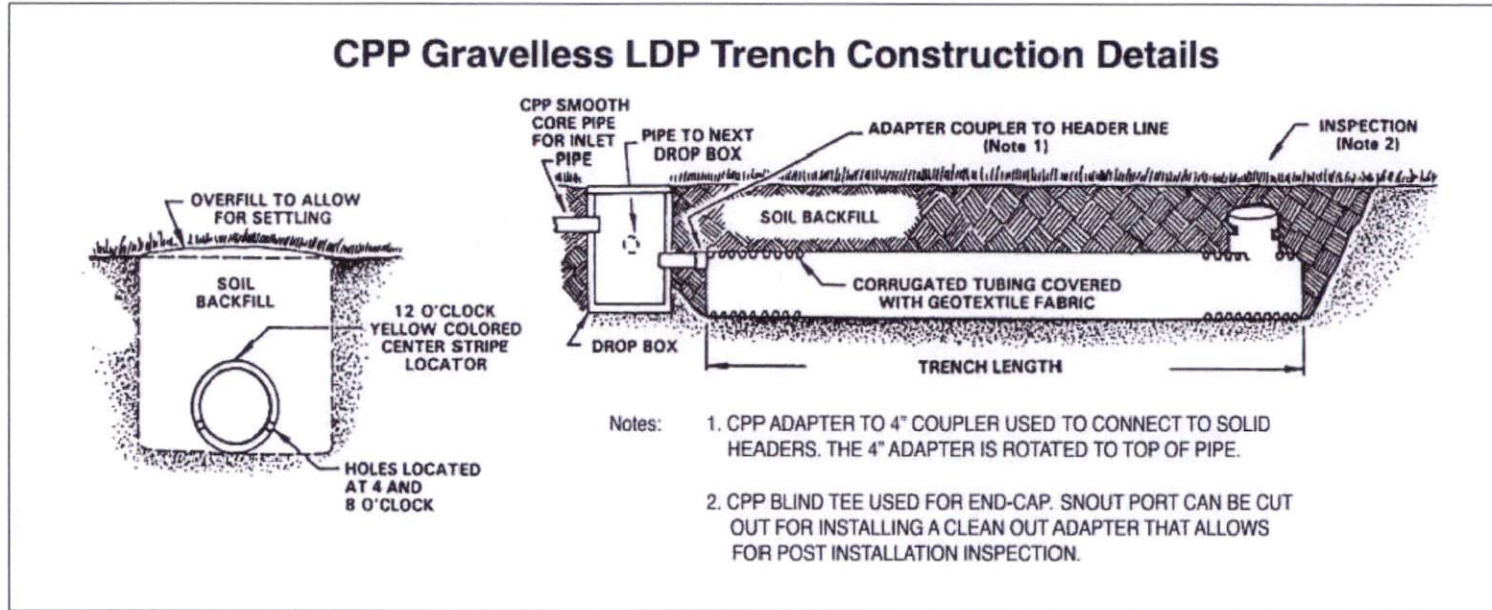 CPP Gravelless LDP Trench Construction Details
OVERFILL TO ALLOW
FOR SETTLING
SOIL
BACKFILL
12 O'CLOCK
YELLOW COLORED
CENTER STRIPE
LOCATOR
HOLES LOCATED
AT 4 AND
8 O'CLOCK
CPP SMOOTH
CORE PIPE
FOR INLET
PIPE
PIPE TO NEXT
DROP BOX
ADAPTER COUPLER TO HEADER LINE
(Note 1)
INSPECTION
(Note 2)
SOIL BACKFILL
CORRUGATED TUBING COVERED
WITH GEOTEXTILE FABRIC
DROP BOX
TRENCH LENGTH
Notes: 1. CPP ADAPTER TO 4" COUPLER USED TO CONNECT TO SOLID
HEADERS. THE 4" ADAPTER IS ROTATED TO TOP OF PIPE.
2. CPP BLIND TEE USED FOR END-CAP. SNOUT PORT CAN BE CUT
OUT FOR INSTALLING A CLEAN OUT ADAPTER THAT ALLOWS
FOR POST INSTALLATION INSPECTION.